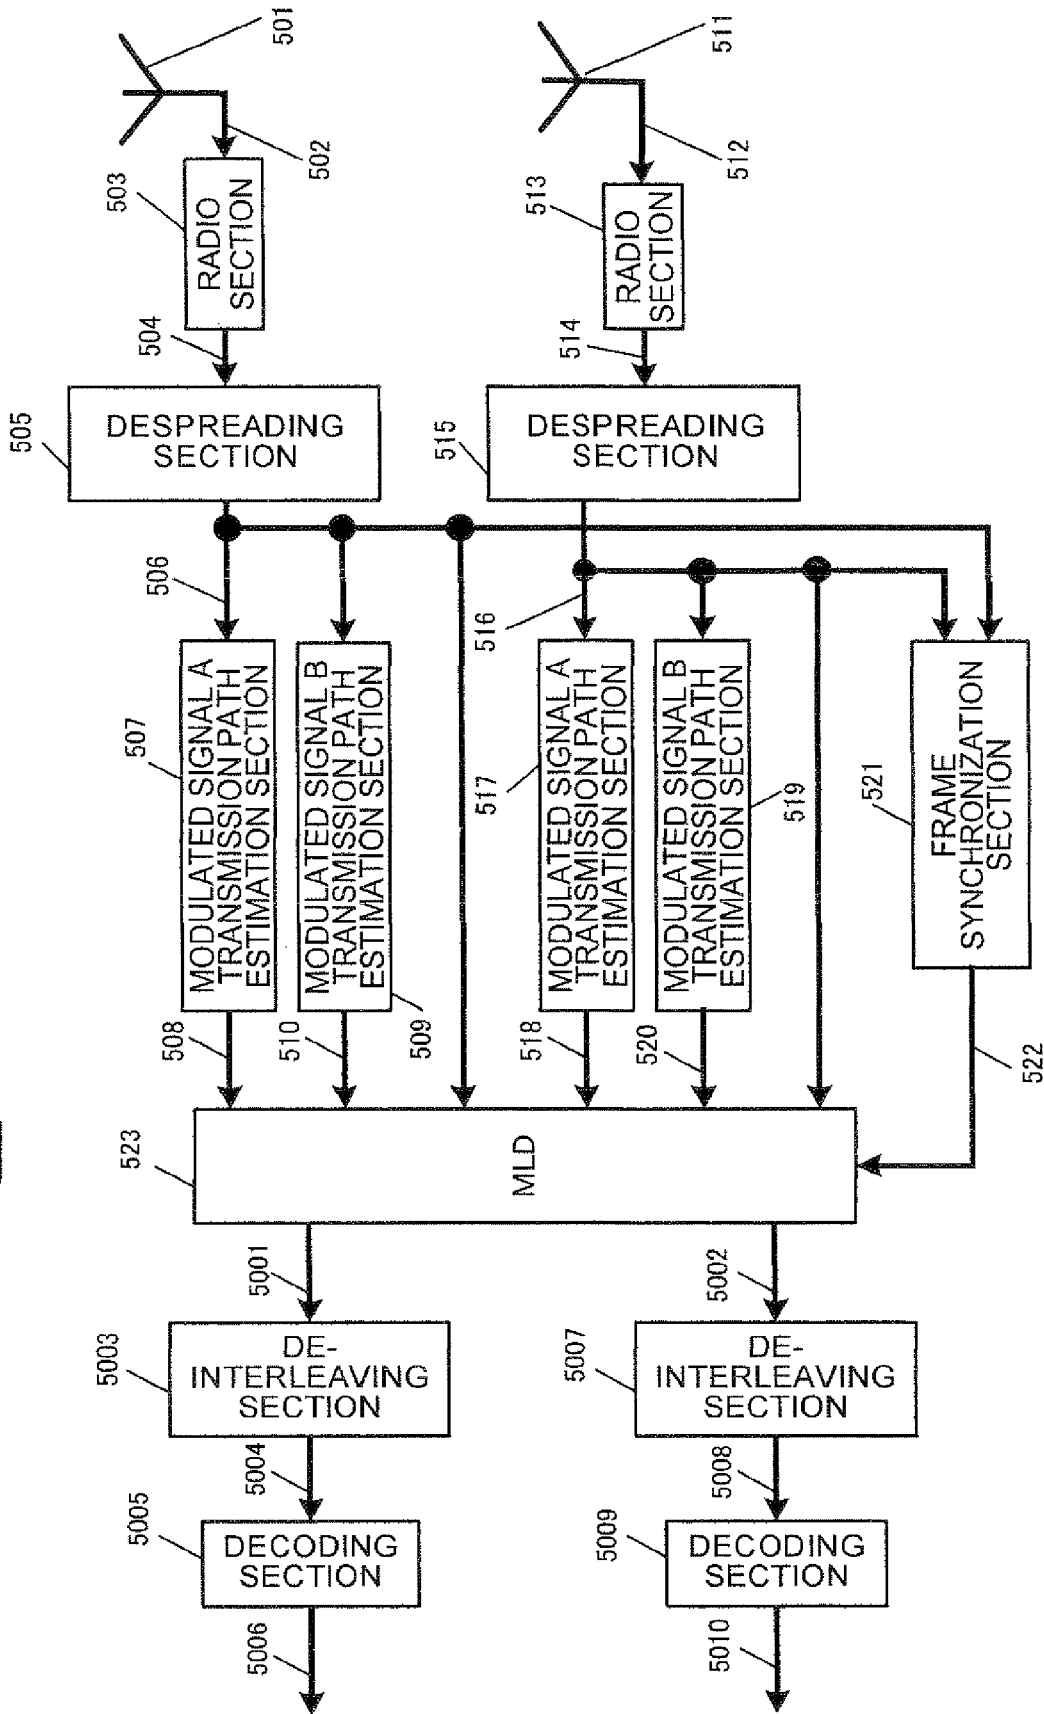 501
502
503
RADIO
SECTION
504
505
DESPREADING
SECTION
506
507
MODULATED SIGNAL A
TRANSMISSION PATH
ESTIMATION SECTION
508
MODULATED SIGNAL B
TRANSMISSION PATH
ESTIMATION SECTION
509
510
511
512
513
RADIO
SECTION
514
515
DESPREADING
SECTION
516
517
MODULATED SIGNAL A
TRANSMISSION PATH
ESTIMATION SECTION
518
MODULATED SIGNAL B
TRANSMISSION PATH
ESTIMATION SECTION
519
520
521
FRAME
SYNCHRONIZATION
SECTION
522
523
MLD
5001
5003
DE-
INTERLEAVING
SECTION
5004
5005
DECODING
SECTION
5006
5002
5007
DE-
INTERLEAVING
SECTION
5008
5009
DECODING
SECTION
5010